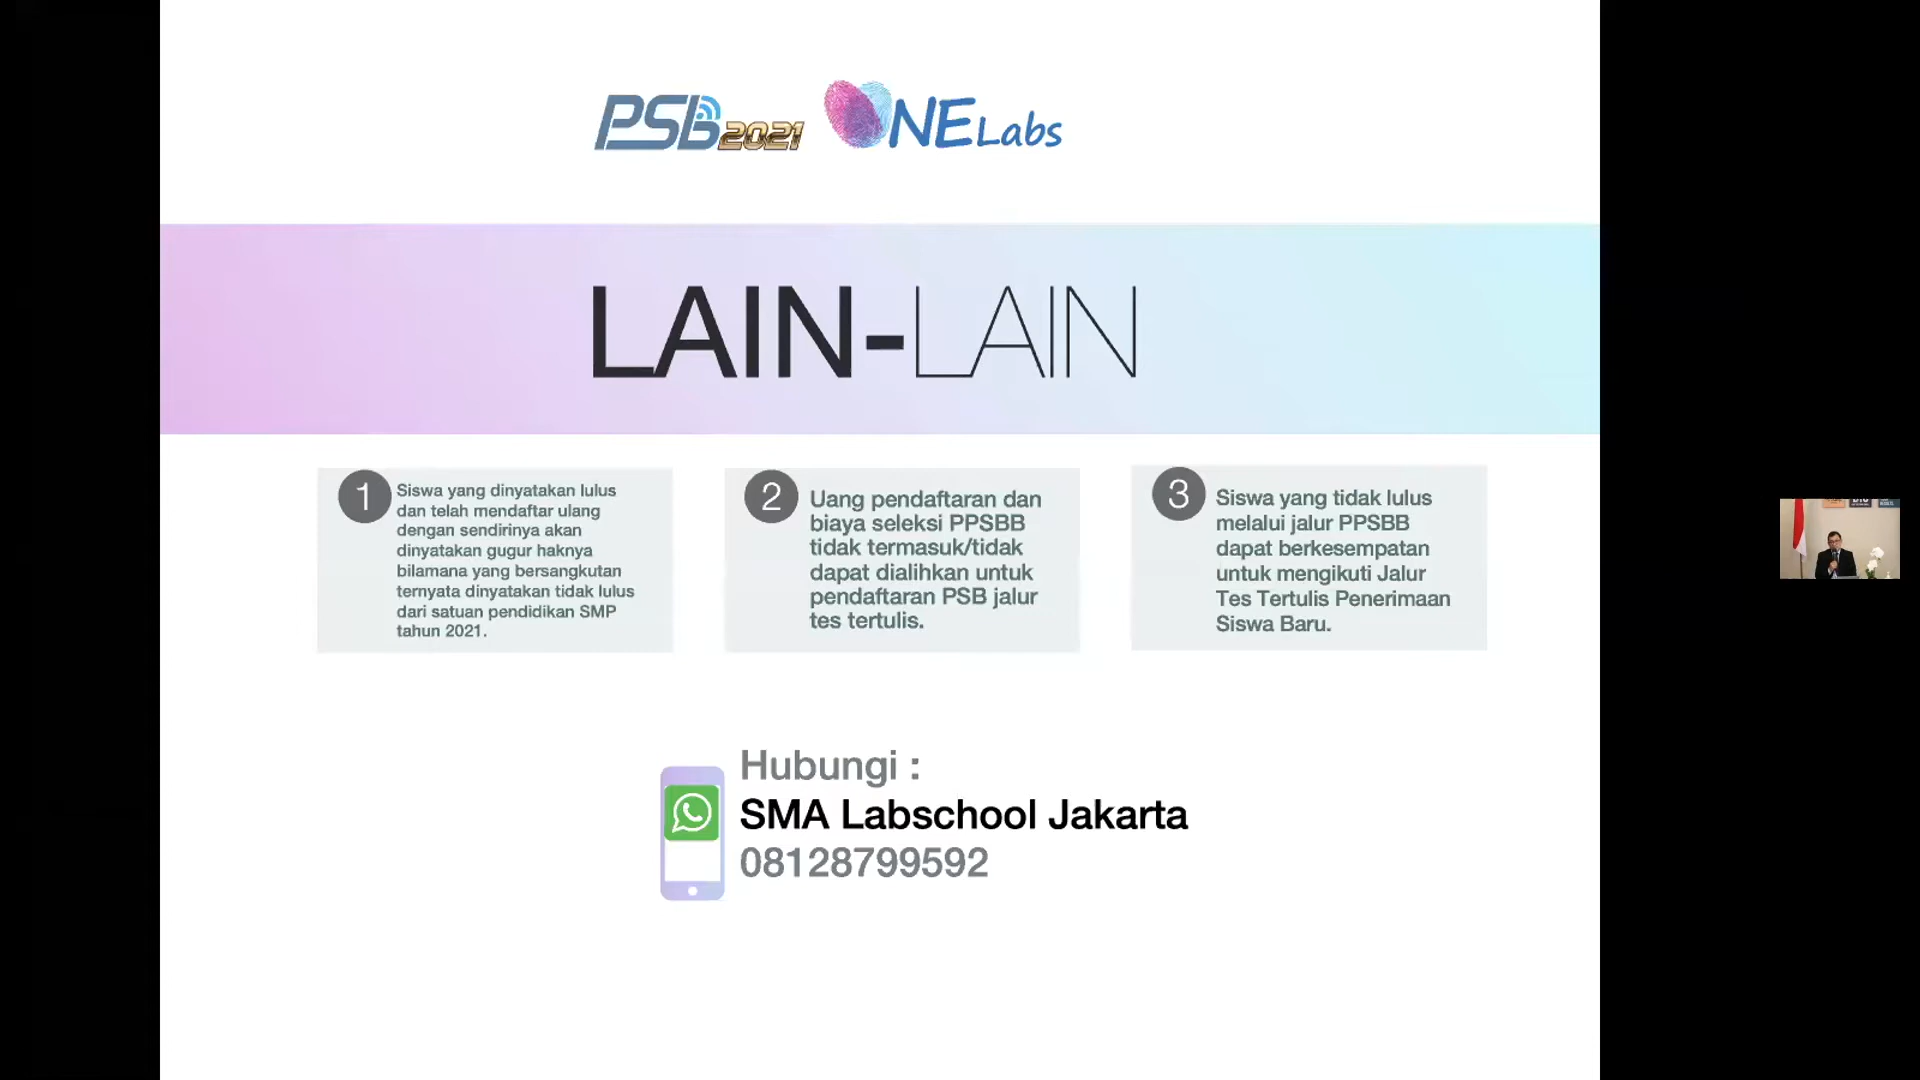 PSb2021 ONE Labs
LAIN-LAIN
1
Siswa yang dinyatakan lulus
dan telah mendaftar ulang
dengan sendirinya akan
dinyatakan gugur haknya
bilamana yang bersangkutan
ternyata dinyatakan tidak lulus
dari satuan pendidikan SMP
tahun 2021.
2
Uang pendaftaran dan
biaya seleksi PPSBB
tidak termasuk/tidak
dapat dialihkan untuk
pendaftaran PSB jalur
tes tertulis.
3
Siswa yang tidak lulus
melalui jalur PPSBB
dapat berkesempatan
untuk mengikuti Jalur
Tes Tertulis Penerimaan
Siswa Baru.
Hubungi :
SMA Labschool Jakarta
08128799592